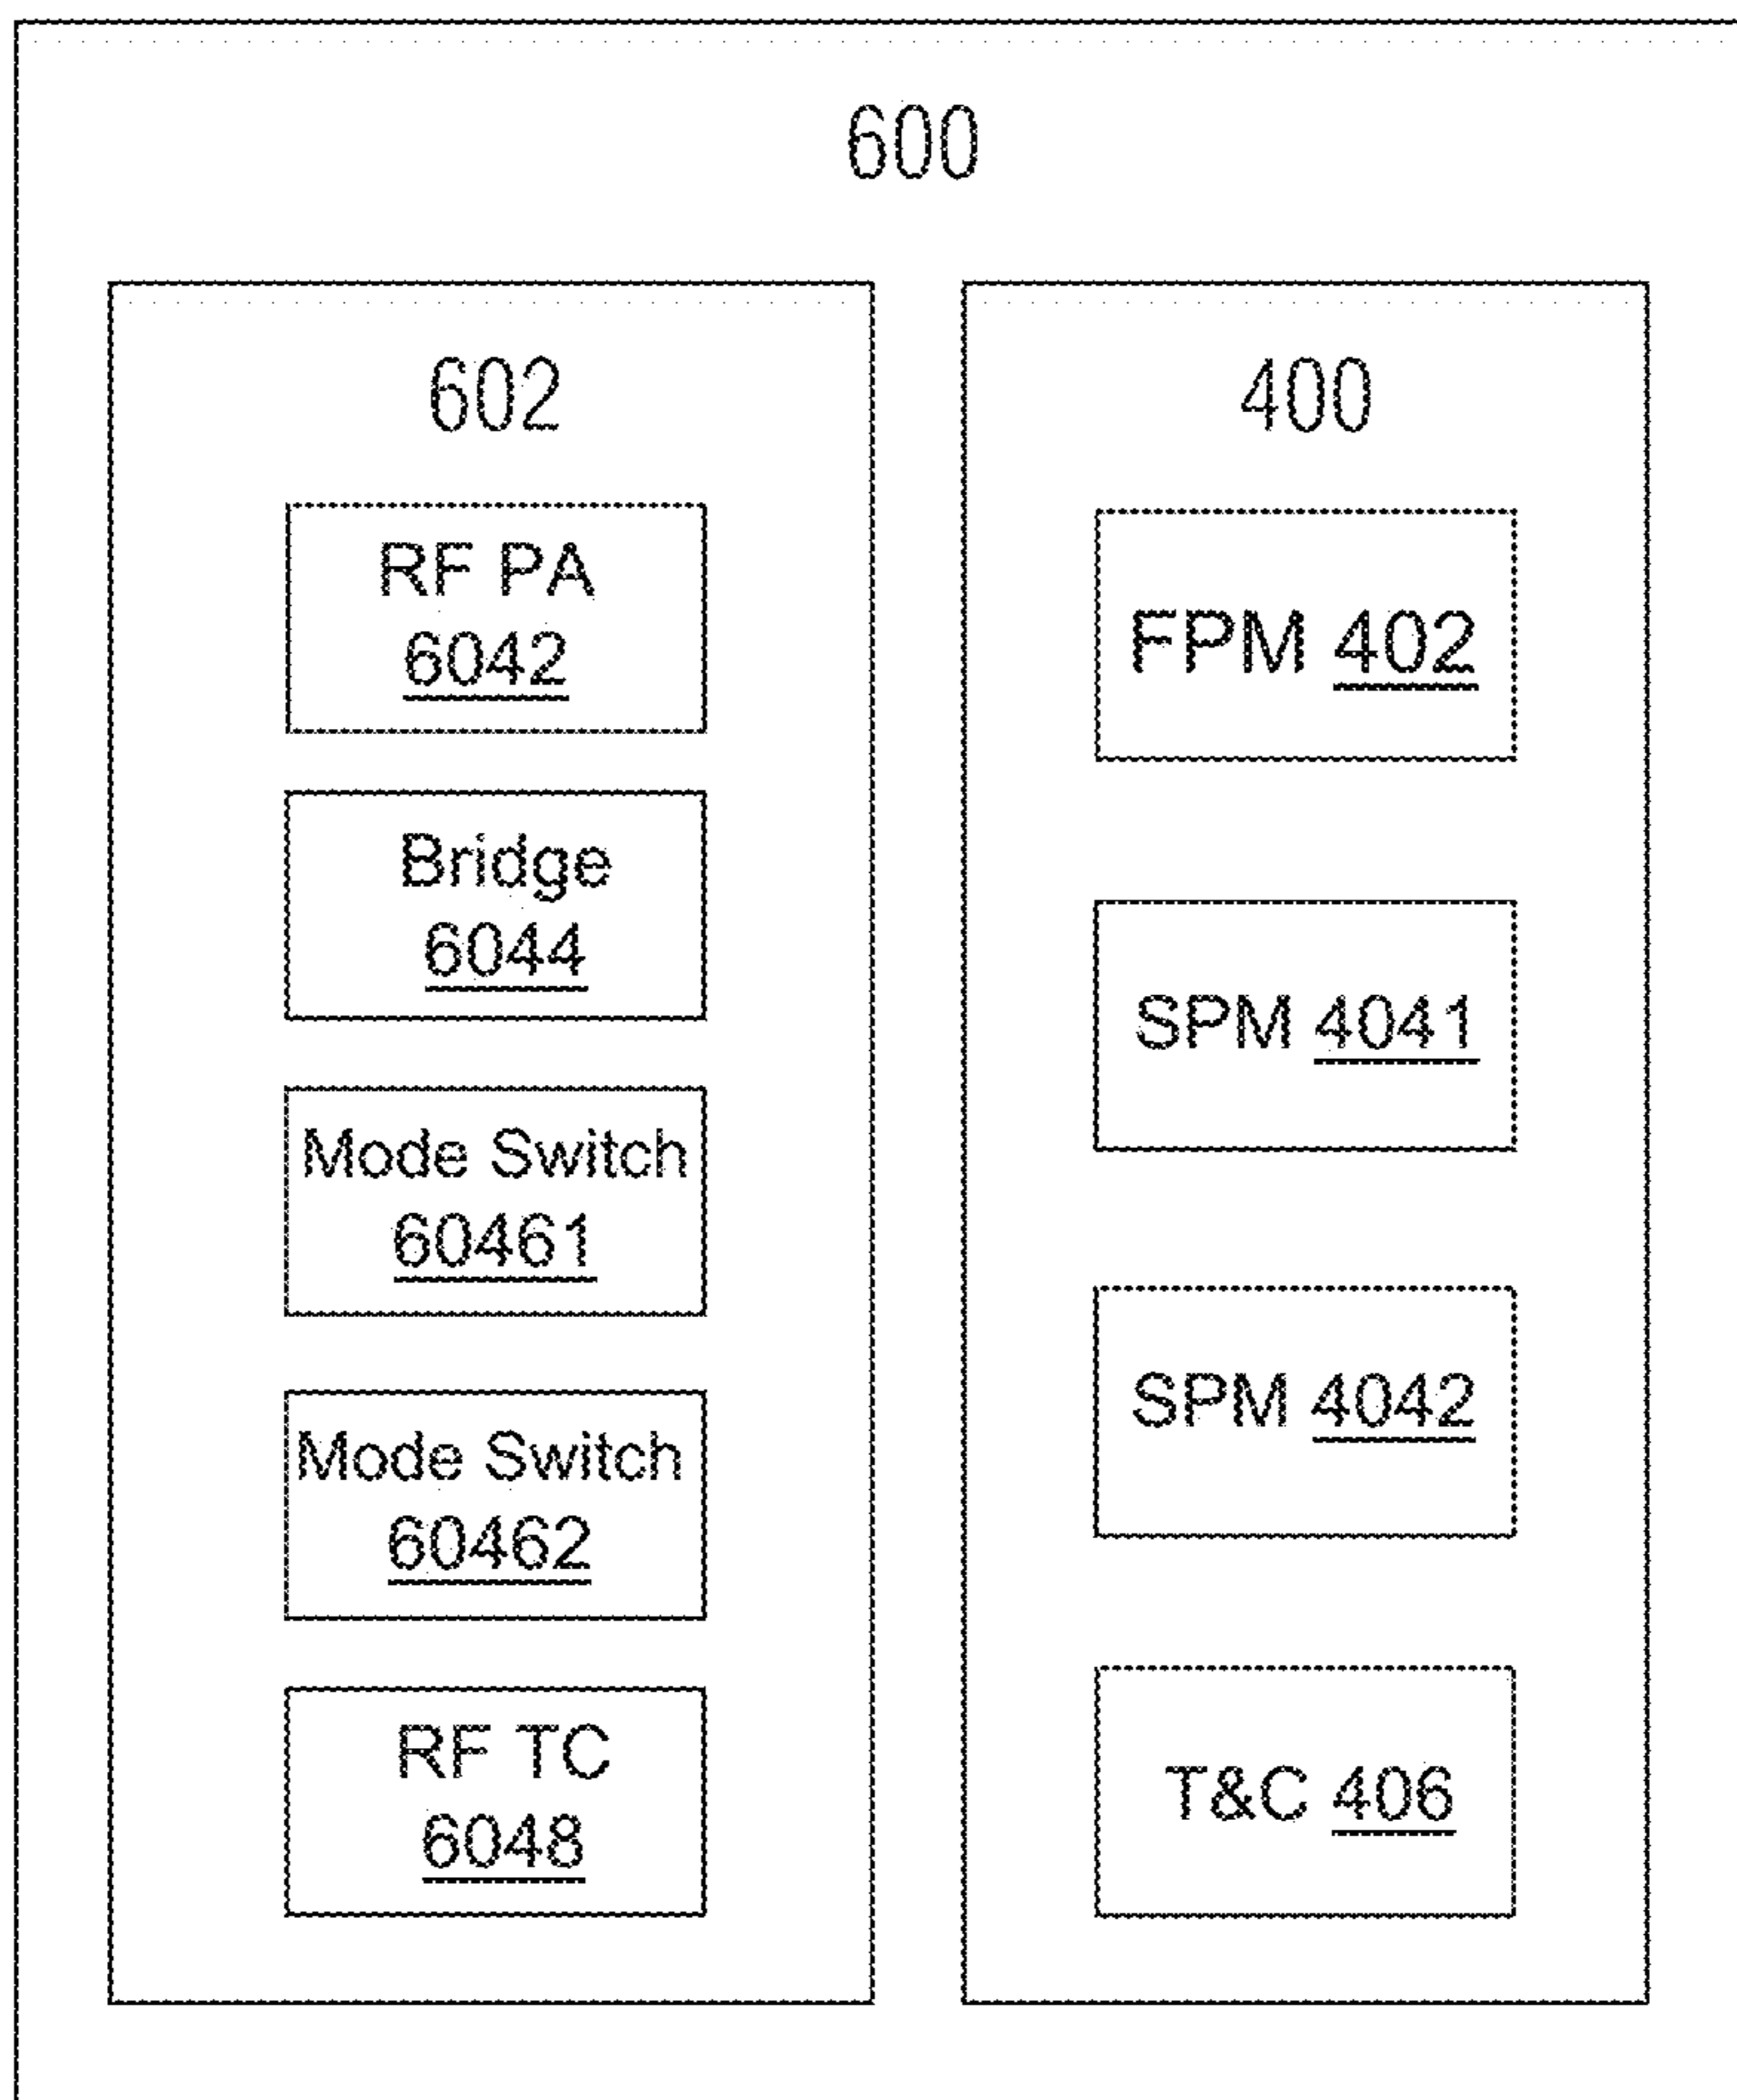 600
602
RF PA
6042
Bridge
6044
Mode Switch
60461
Mode Switch
60462
RF TC
6048
400
FPM 402
SPM 4041
SPM 4042
T&C 406